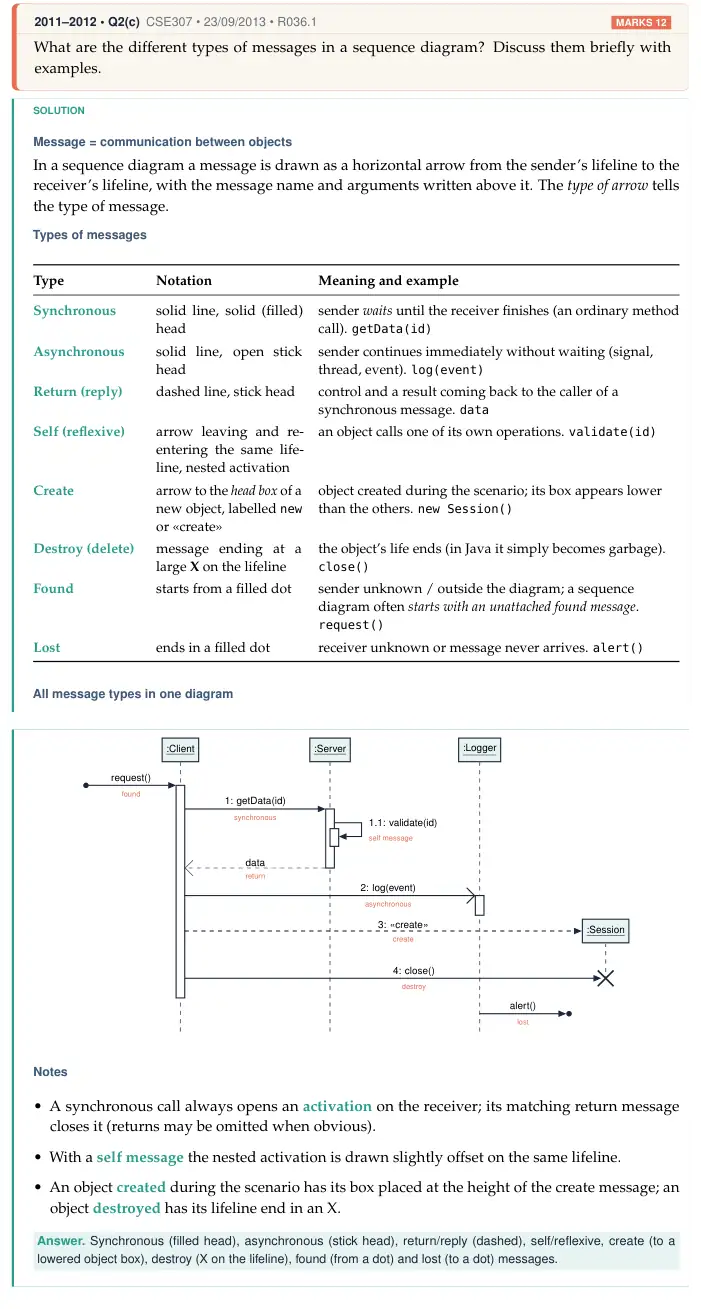 2011–2012 • Q2(c) CSE307 • 23/09/2013 • R036.1 MARKS 12
What are the different types of messages in a sequence diagram? Discuss them briefly with
examples.
SOLUTION
Message = communication between objects
In a sequence diagram a message is drawn as a horizontal arrow from the sender's lifeline to the
receiver's lifeline, with the message name and arguments written above it. The type of arrow tells
the type of message.
Types of messages
Type Notation Meaning and example
Synchronous solid line, solid (filled) sender waits until the receiver finishes (an ordinary method
head call). getData(id)
Asynchronous solid line, open stick sender continues immediately without waiting (signal,
head thread, event). log(event)
Return (reply) dashed line, stick head control and a result coming back to the caller of a
synchronous message. data
Self (reflexive) arrow leaving and re- an object calls one of its own operations. validate(id)
entering the same life-
line, nested activation
Create arrow to the head box of a object created during the scenario; its box appears lower
new object, labelled new than the others. new Session()
or «create»
Destroy (delete) message ending at a the object's life ends (in Java it simply becomes garbage).
large X on the lifeline close()
Found starts from a filled dot sender unknown / outside the diagram; a sequence
diagram often starts with an unattached found message.
request()
Lost ends in a filled dot receiver unknown or message never arrives. alert()
All message types in one diagram
:Client :Server :Logger
request()
found
1: getData(id)
synchronous
1.1: validate(id)
self message
data
return
2: log(event)
asynchronous
3: «create»
create
:Session
4: close()
destroy
alert()
lost
Notes
• A synchronous call always opens an activation on the receiver; its matching return message
closes it (returns may be omitted when obvious).
• With a self message the nested activation is drawn slightly offset on the same lifeline.
• An object created during the scenario has its box placed at the height of the create message; an
object destroyed has its lifeline end in an X.
Answer. Synchronous (filled head), asynchronous (stick head), return/reply (dashed), self/reflexive, create (to a
lowered object box), destroy (X on the lifeline), found (from a dot) and lost (to a dot) messages.